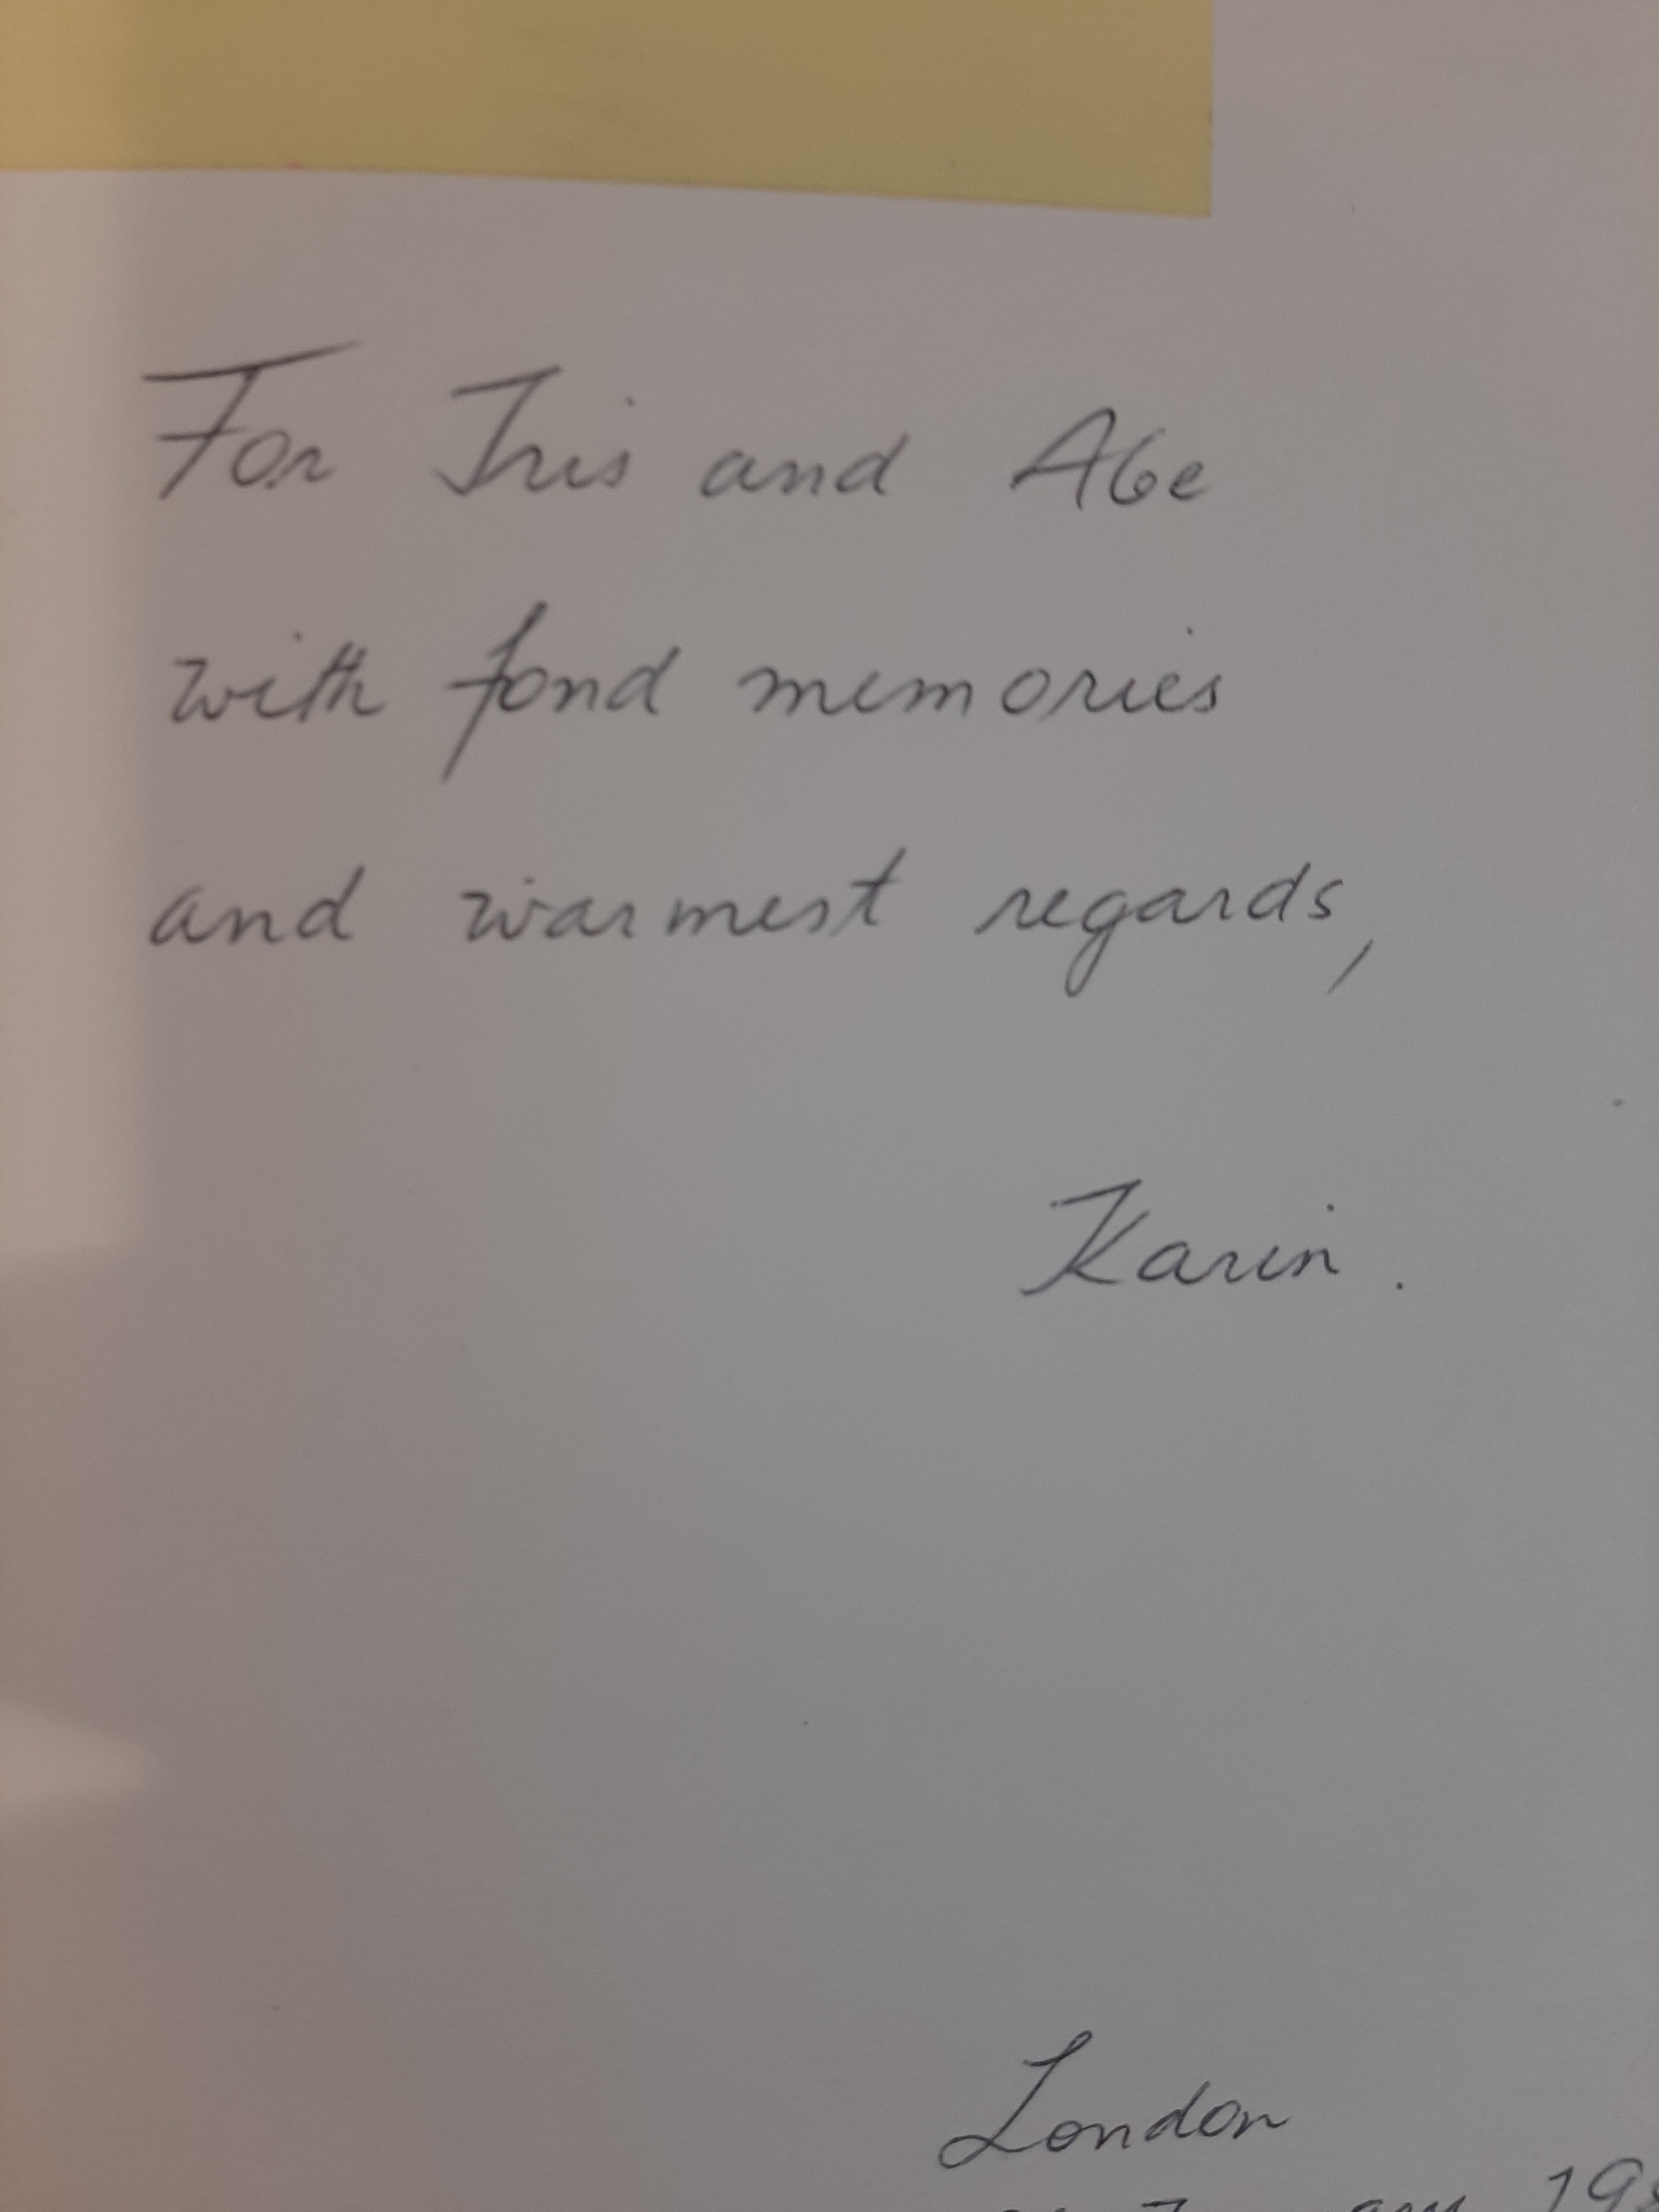 For Iris and Abe
with fond memories
and warmest regards,
Karin.
London